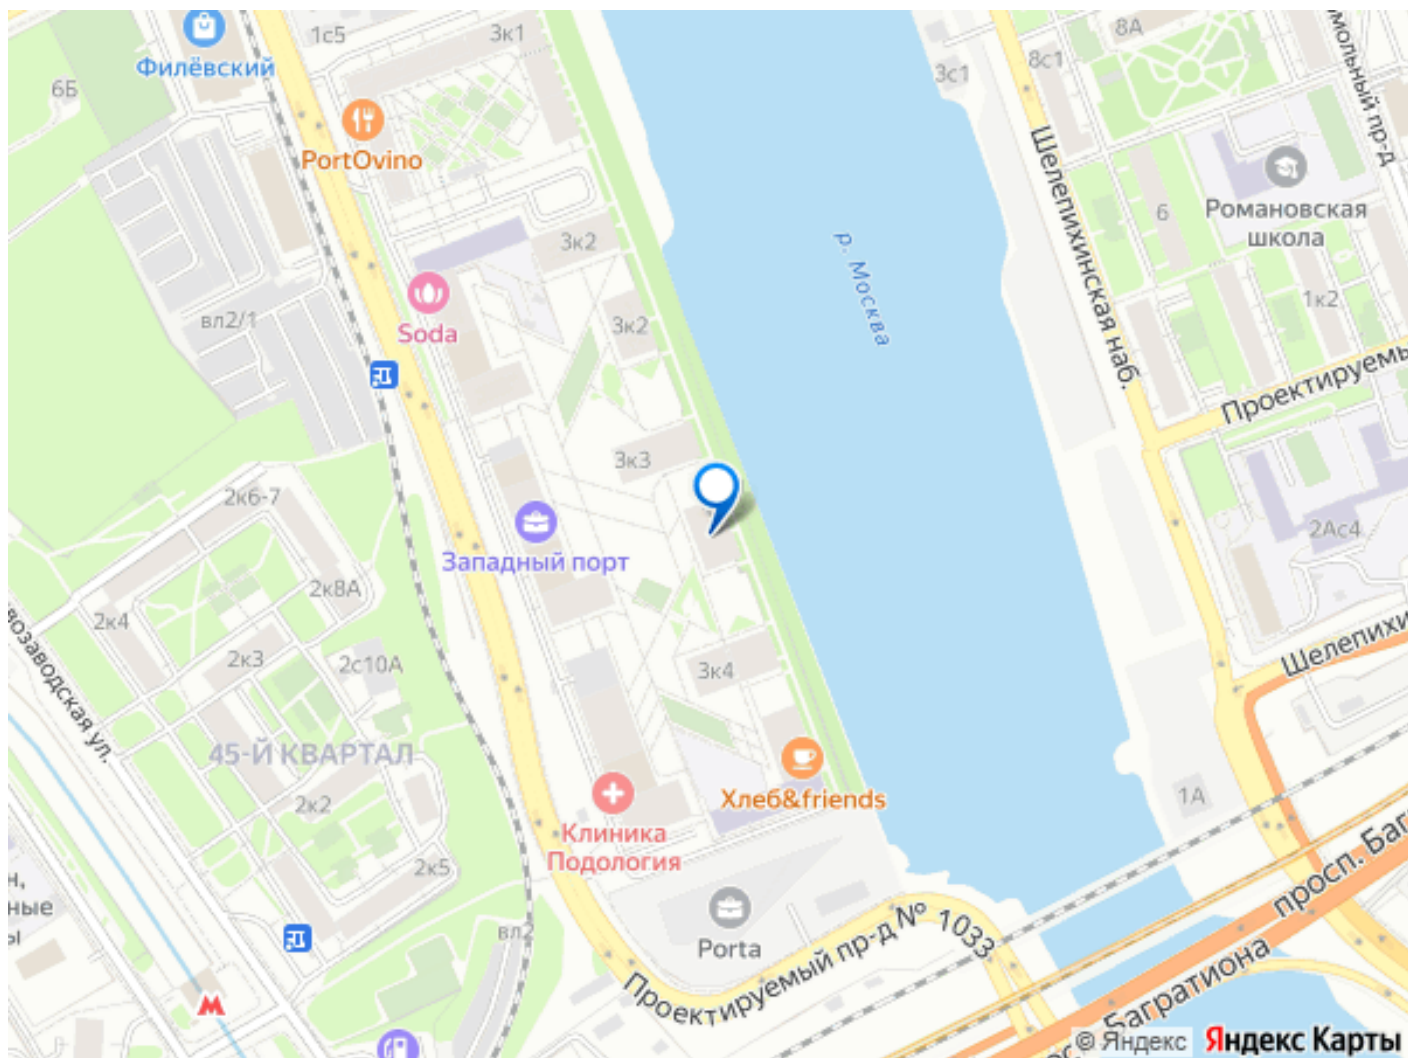 1с5
3к1
Филёвский
6Б
PortOvino
3с1
8с1
8А
Шелепихинская наб.
Романовская
школа
6
1к2
3к2
р. Москва
3к2
Soda
вл2/1
Проектируемы
3к3
2к6-7
Западный порт
2Ас4
2к8А
2к4
2к3
2с10А
3к4
Шелепихи
45-Й КВАРТАЛ
Хлеб&friends
2к2
1А
Клиника
Подология
2к5
вл2
Porta
Проектируемый пр-д № 1033
просп. Баг
Багратиона
н,
ные
ы
возаводская ул.
мольный пр-д
© Яндекс Яндекс Карты